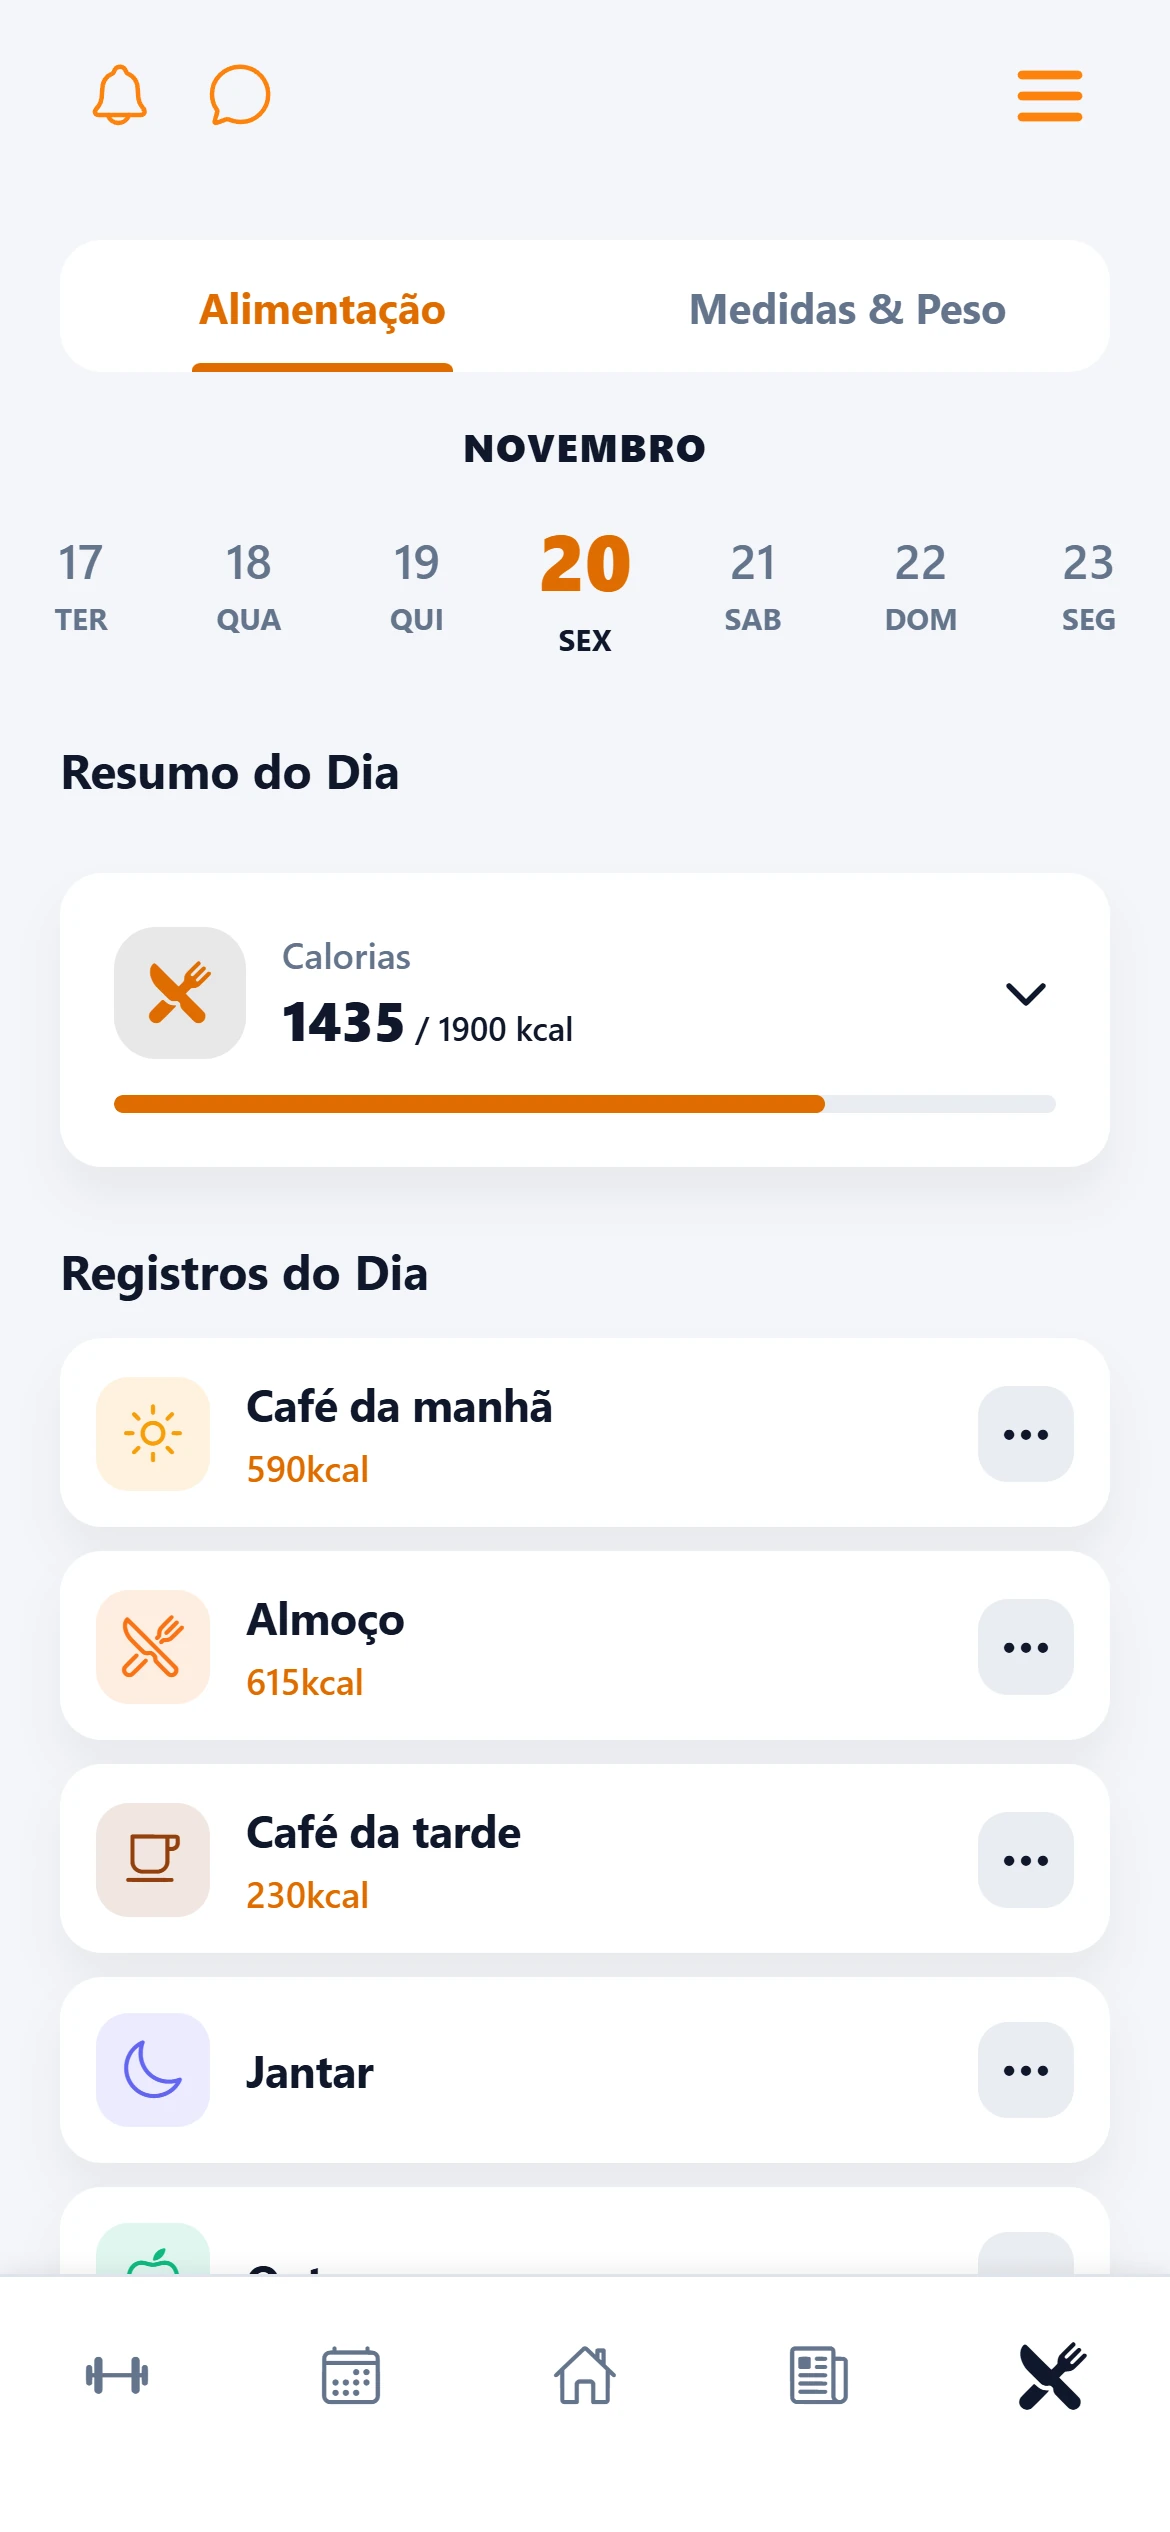 Alimentação
Medidas & Peso
NOVEMBRO
17 18 19 20 21 22 23
TER QUA QUI SEX SAB DOM SEG
Resumo do Dia
Calorias
1435 / 1900 kcal
Registros do Dia
Café da manhã
590kcal
Almoço
615kcal
Café da tarde
230kcal
Jantar